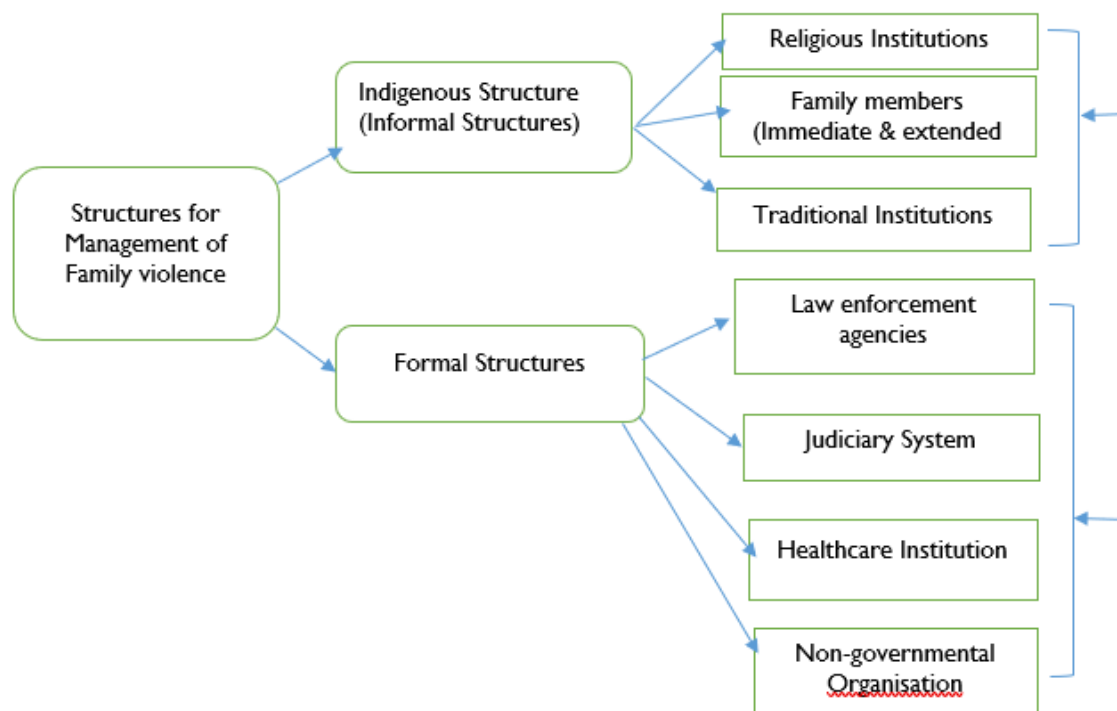 Structures for
Management of
Family violence
Indigenous Structure
(Informal Structures)
Formal Structures
Religious Institutions
Family members
(Immediate & extended
Traditional Institutions
Law enforcement
agencies
Judiciary System
Healthcare Institution
Non-governmental
Organisation